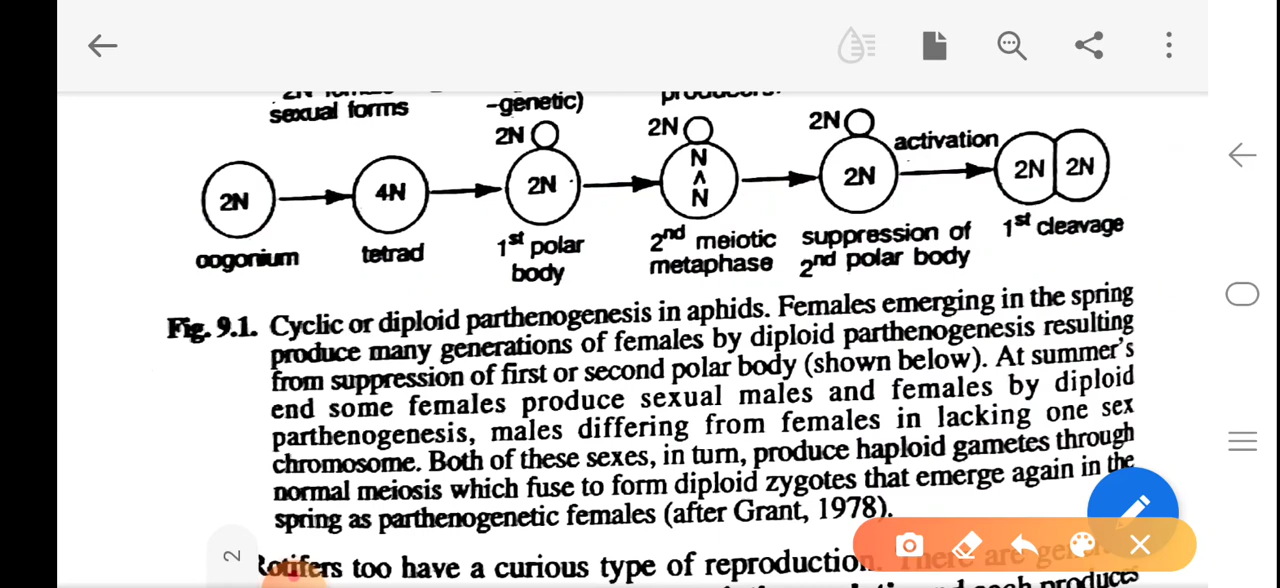 sexual forms
-genetic)
2N
2N
2N
activation
2N
4N
2N
N
^
N
2N
2N
2N
oogonium
tetrad
1st polar
body
2nd meiotic
metaphase
suppression of
2nd polar body
1st cleavage
Fig. 9.1. Cyclic or diploid parthenogenesis in aphids. Females emerging in the spring
produce many generations of females by diploid parthenogenesis resulting
from suppression of first or second polar body (shown below). At summer's
end some females produce sexual males and females by diploid
parthenogenesis, males differing from females in lacking one sex
chromosome. Both of these sexes, in turn, produce haploid gametes through
normal meiosis which fuse to form diploid zygotes that emerge again in the
spring as parthenogenetic females (after Grant, 1978).
2
Rotifers too have a curious type of reproduction. There are
and each produces